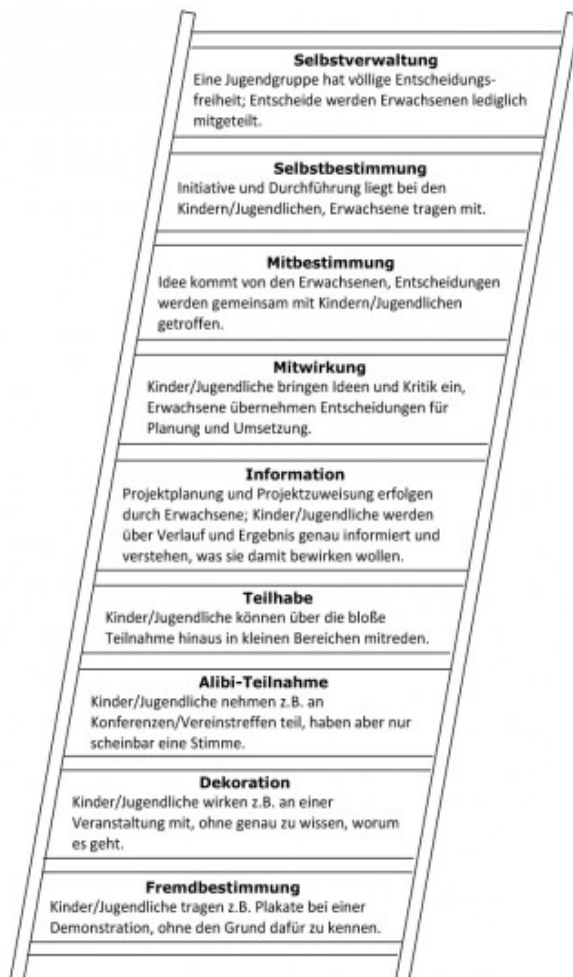 Selbstverwaltung
Eine Jugendgruppe hat völlige Entscheidungs-
freiheit; Entscheide werden Erwachsenen lediglich
mitgeteilt.
Selbstbestimmung
Initiative und Durchführung liegt bei den
Kindern/Jugendlichen, Erwachsene tragen mit.
Mitbestimmung
Idee kommt von den Erwachsenen, Entscheidungen
werden gemeinsam mit Kindern/Jugendlichen
getroffen.
Mitwirkung
Kinder/Jugendliche bringen Ideen und Kritik ein,
Erwachsene übernehmen Entscheidungen für
Planung und Umsetzung.
Information
Projektplanung und Projektzuweisung erfolgen
durch Erwachsene; Kinder/Jugendliche werden
über Verlauf und Ergebnis genau informiert und
verstehen, was sie damit bewirken wollen.
Teilhabe
Kinder/Jugendliche können über die bloße
Teilnahme hinaus in kleinen Bereichen mitreden.
Alibi-Teilnahme
Kinder/Jugendliche nehmen z.B. an
Konferenzen/Vereinstreffen teil, haben aber nur
scheinbar eine Stimme.
Dekoration
Kinder/Jugendliche wirken z.B. an einer
Veranstaltung mit, ohne genau zu wissen, worum
es geht.
Fremdbestimmung
Kinder/Jugendliche tragen z.B. Plakate bei einer
Demonstration, ohne den Grund dafür zu kennen.